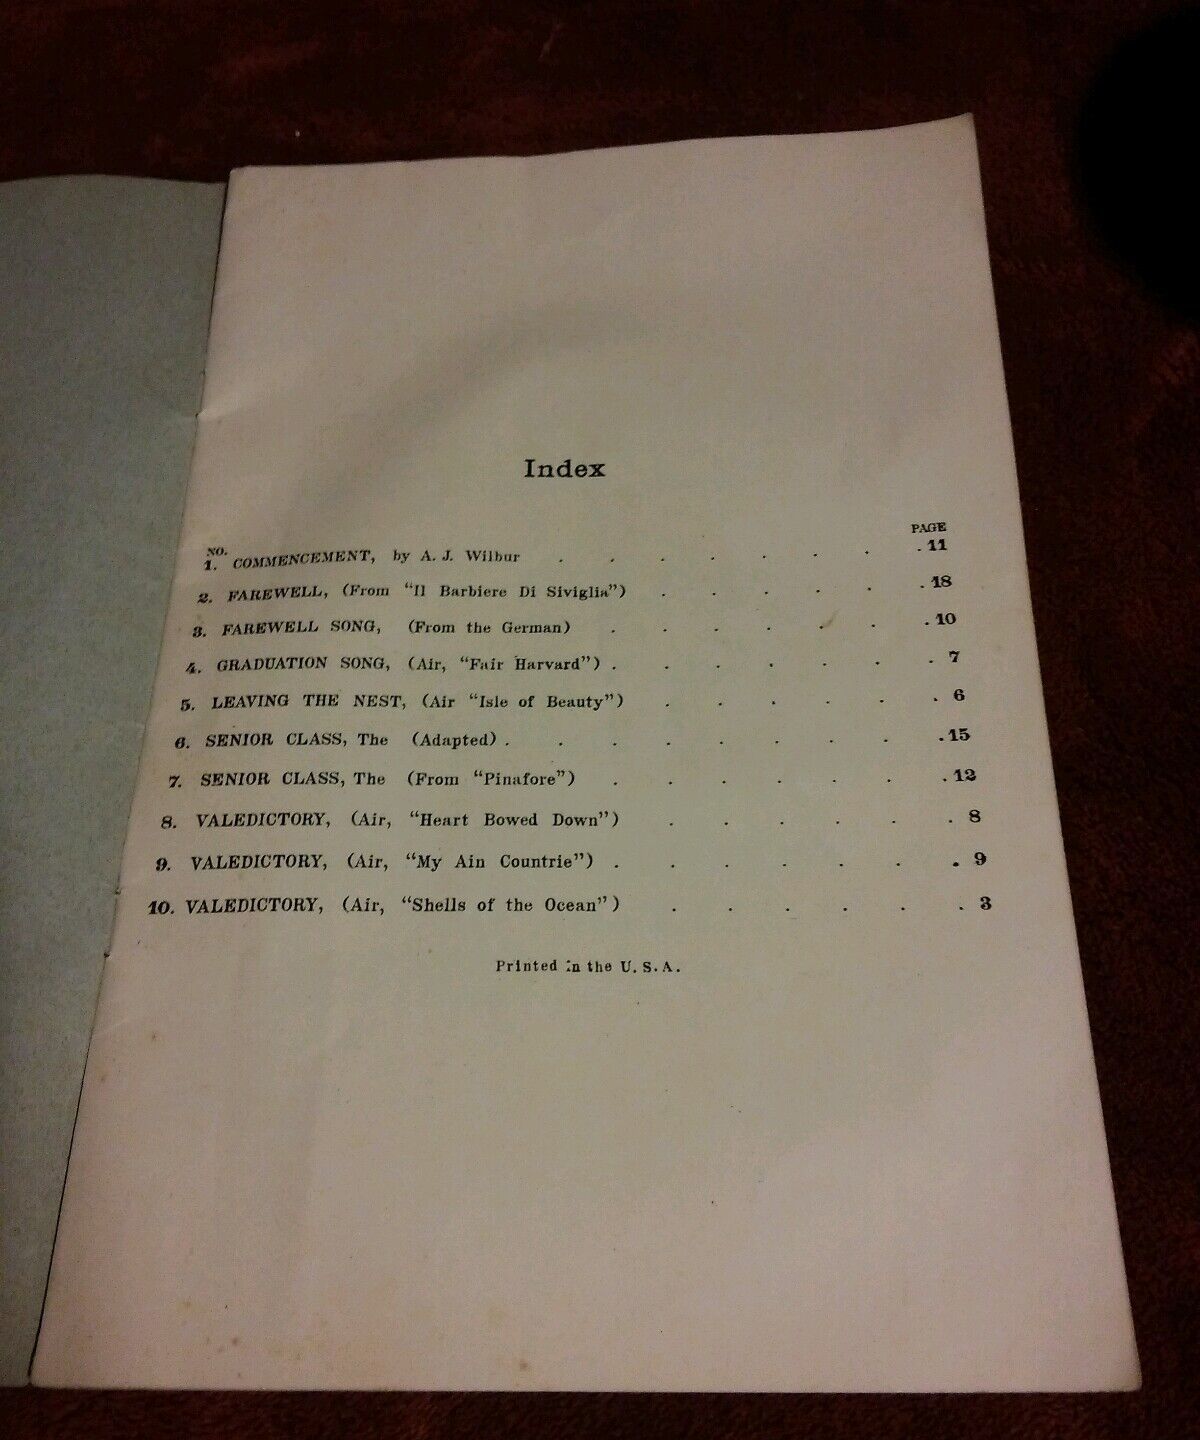 Index
NO. PAGE
1. COMMENCEMENT, by A. J. Wilbur . . . . . . . . 11
2. FAREWELL, (From "Il Barbiere Di Siviglia") . . . . . . 18
3. FAREWELL SONG, (From the German) . . . . . . . 10
4. GRADUATION SONG, (Air, "Fair Harvard") . . . . . . . 7
5. LEAVING THE NEST, (Air "Isle of Beauty") . . . . . . 6
6. SENIOR CLASS, The (Adapted) . . . . . . . . . 15
7. SENIOR CLASS, The (From "Pinafore") . . . . . . . 12
8. VALEDICTORY, (Air, "Heart Bowed Down") . . . . . . 8
9. VALEDICTORY, (Air, "My Ain Countrie") . . . . . . . 9
10. VALEDICTORY, (Air, "Shells of the Ocean") . . . . . . 3
Printed in the U. S. A.